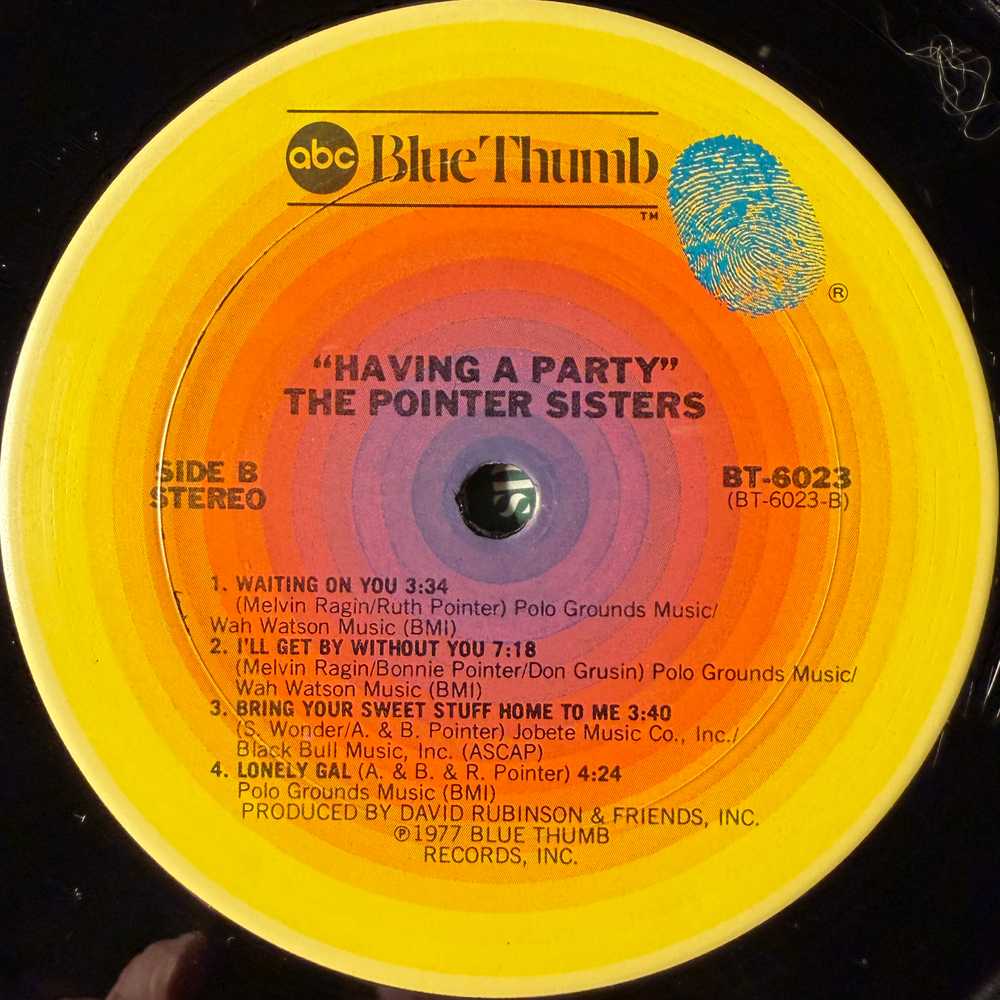 abc Blue Thumb
TM
®
“HAVING A PARTY”
THE POINTER SISTERS
SIDE B
STEREO
BT-6023
(BT-6023-B)
1. WAITING ON YOU 3:34
(Melvin Ragin/Ruth Pointer) Polo Grounds Music/
Wah Watson Music (BMI)
2. I'LL GET BY WITHOUT YOU 7:18
(Melvin Ragin/Bonnie Pointer/Don Grusin) Polo Grounds Music/
Wah Watson Music (BMI)
3. BRING YOUR SWEET STUFF HOME TO ME 3:40
(S. Wonder/A. & B. Pointer) Jobete Music Co., Inc./
Black Bull Music, Inc. (ASCAP)
4. LONELY GAL (A. & B. & R. Pointer) 4:24
Polo Grounds Music (BMI)
PRODUCED BY DAVID RUBINSON & FRIENDS, INC.
℗1977 BLUE THUMB
RECORDS, INC.